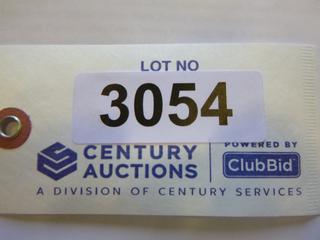 LOT NO
3054
CENTURY
AUCTIONS
POWERED BY
ClubBid
A DIVISION OF CENTURY SERVICES